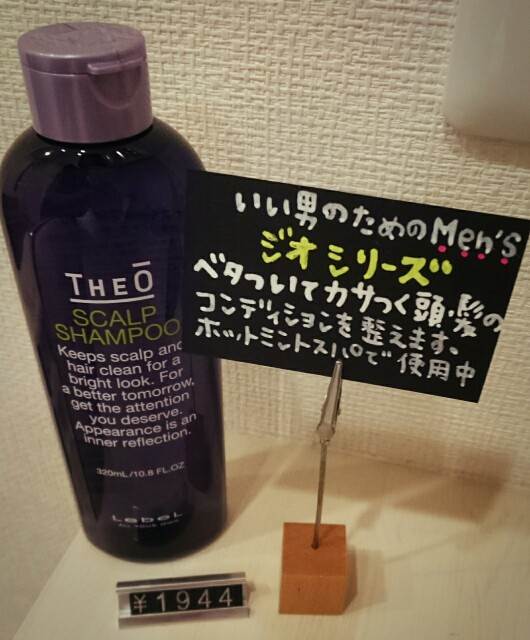 THEŌ
SCALP
SHAMPOO
Keeps scalp and
hair clean for a
bright look. For
a better tomorrow,
get the attention
you deserve.
Appearance is an
inner reflection.
320mL/10.8 FL.OZ
LebeL
いい男のためのMen's
ジオシリーズ
ベタついてカサつく頭・髪の
コンディションを整えます。
ホットミントスパで使用中
¥1944